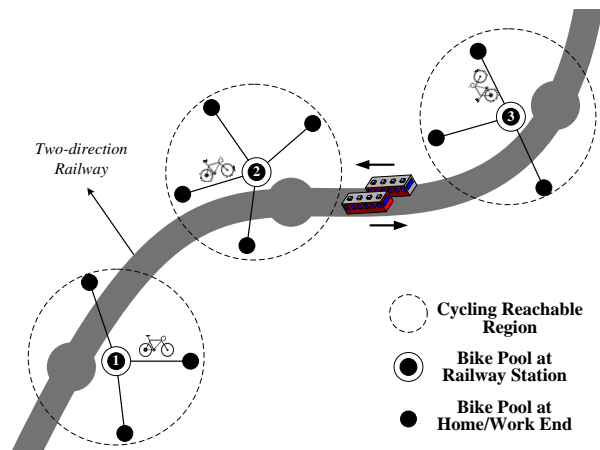 3
2
Two-direction
Railway
1
Cycling Reachable
Region
Bike Pool at
Railway Station
Bike Pool at
Home/Work End